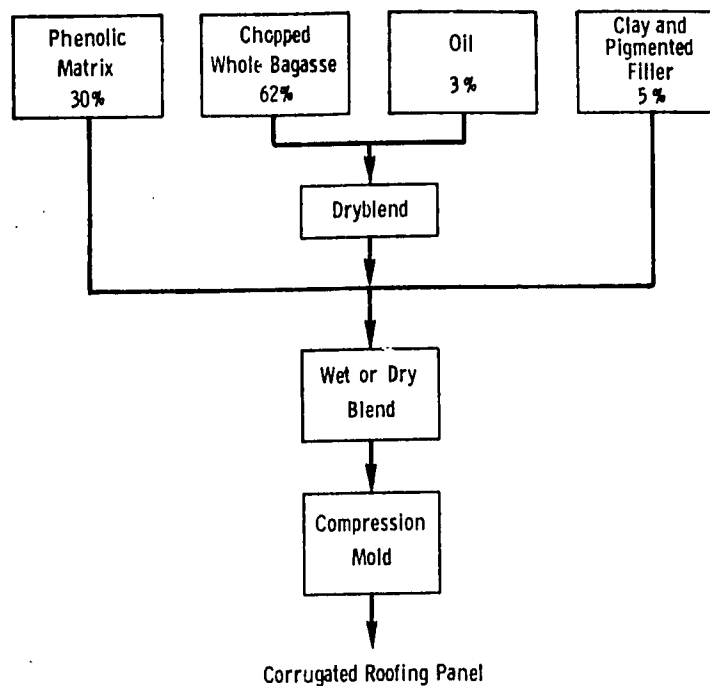 Phenolic
Matrix
30%
Chopped
Whole Bagasse
62%
Oil
3%
Clay and
Pigmented
Filler
5%
Dryblend
Wet or Dry
Blend
Compression
Mold
Corrugated Roofing Panel